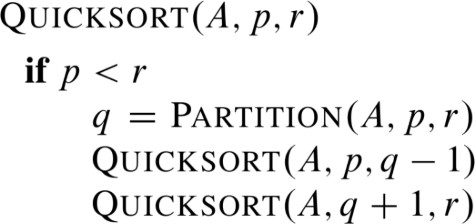 QUICKSORT(A, p, r)
if p < r
q = PARTITION(A, p, r)
QUICKSORT(A, p, q − 1)
QUICKSORT(A, q + 1, r)